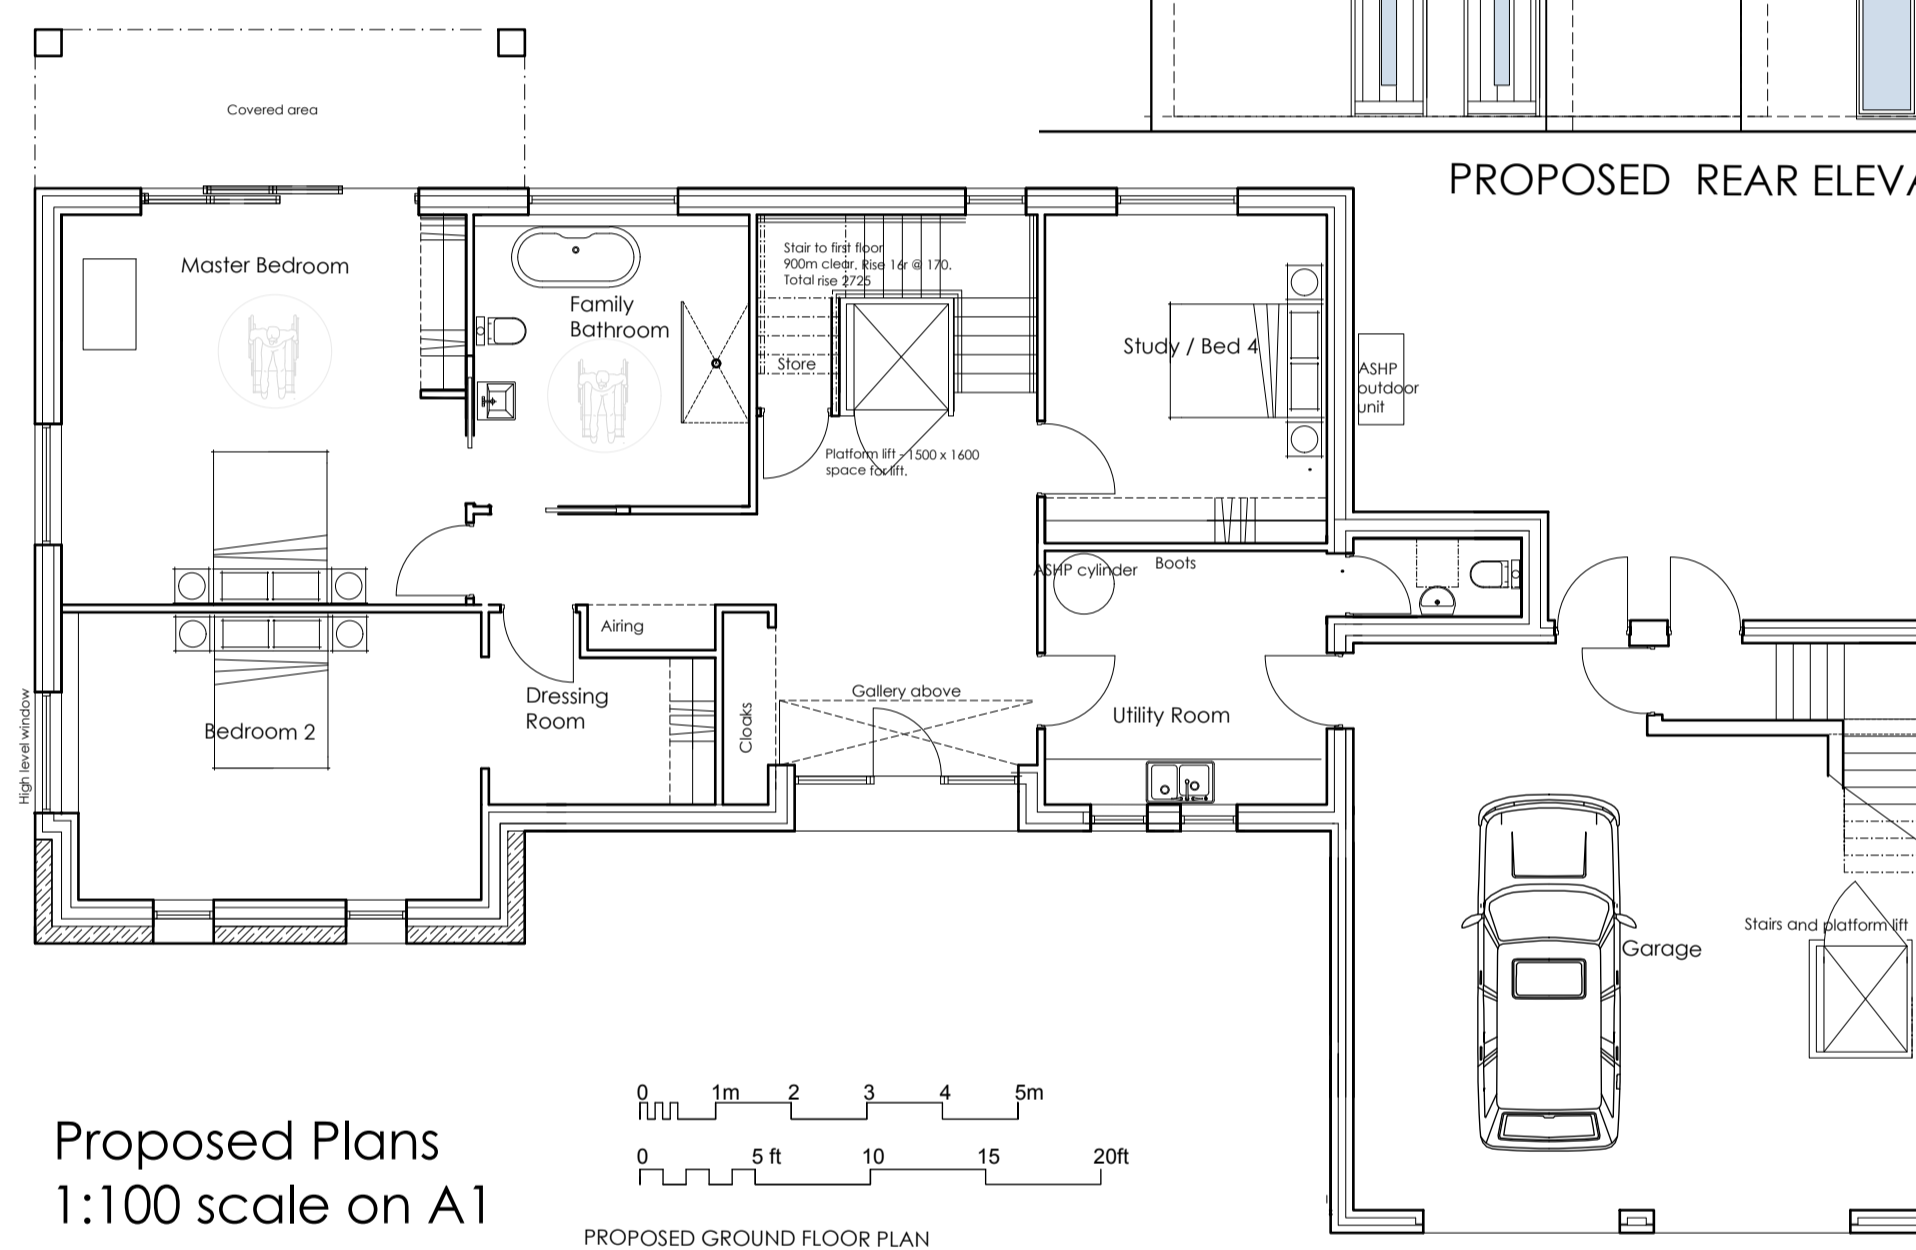 Covered area
PROPOSED REAR ELEVA
Master Bedroom
Family
Bathroom
Stair to first floor
900m clear. Rise 16r @ 170.
Total rise 2725
Store
Platform lift - 1500 x 1600
space for lift.
Study / Bed 4
ASHP
outdoor
unit
ASHP cylinder
Boots
Airing
High level window
Bedroom 2
Dressing
Room
Cloaks
Gallery above
Utility Room
Stairs and platform lift
Garage
0 1m 2 3 4 5m
0 5 ft 10 15 20ft
Proposed Plans
1:100 scale on A1
PROPOSED GROUND FLOOR PLAN